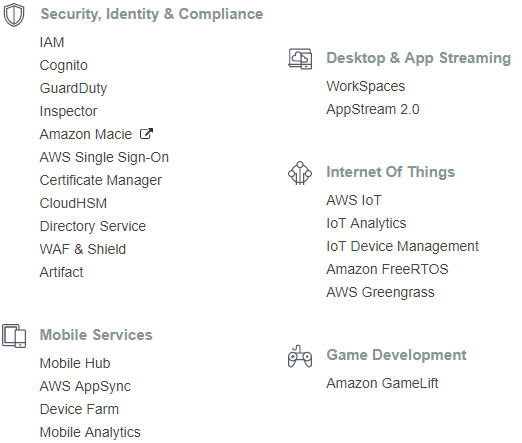 Security, Identity & Compliance
IAM
Cognito
GuardDuty
Inspector
Amazon Macie
AWS Single Sign-On
Certificate Manager
CloudHSM
Directory Service
WAF & Shield
Artifact
Mobile Services
Mobile Hub
AWS AppSync
Device Farm
Mobile Analytics
Desktop & App Streaming
WorkSpaces
AppStream 2.0
Internet Of Things
AWS IoT
IoT Analytics
IoT Device Management
Amazon FreeRTOS
AWS Greengrass
Game Development
Amazon GameLift